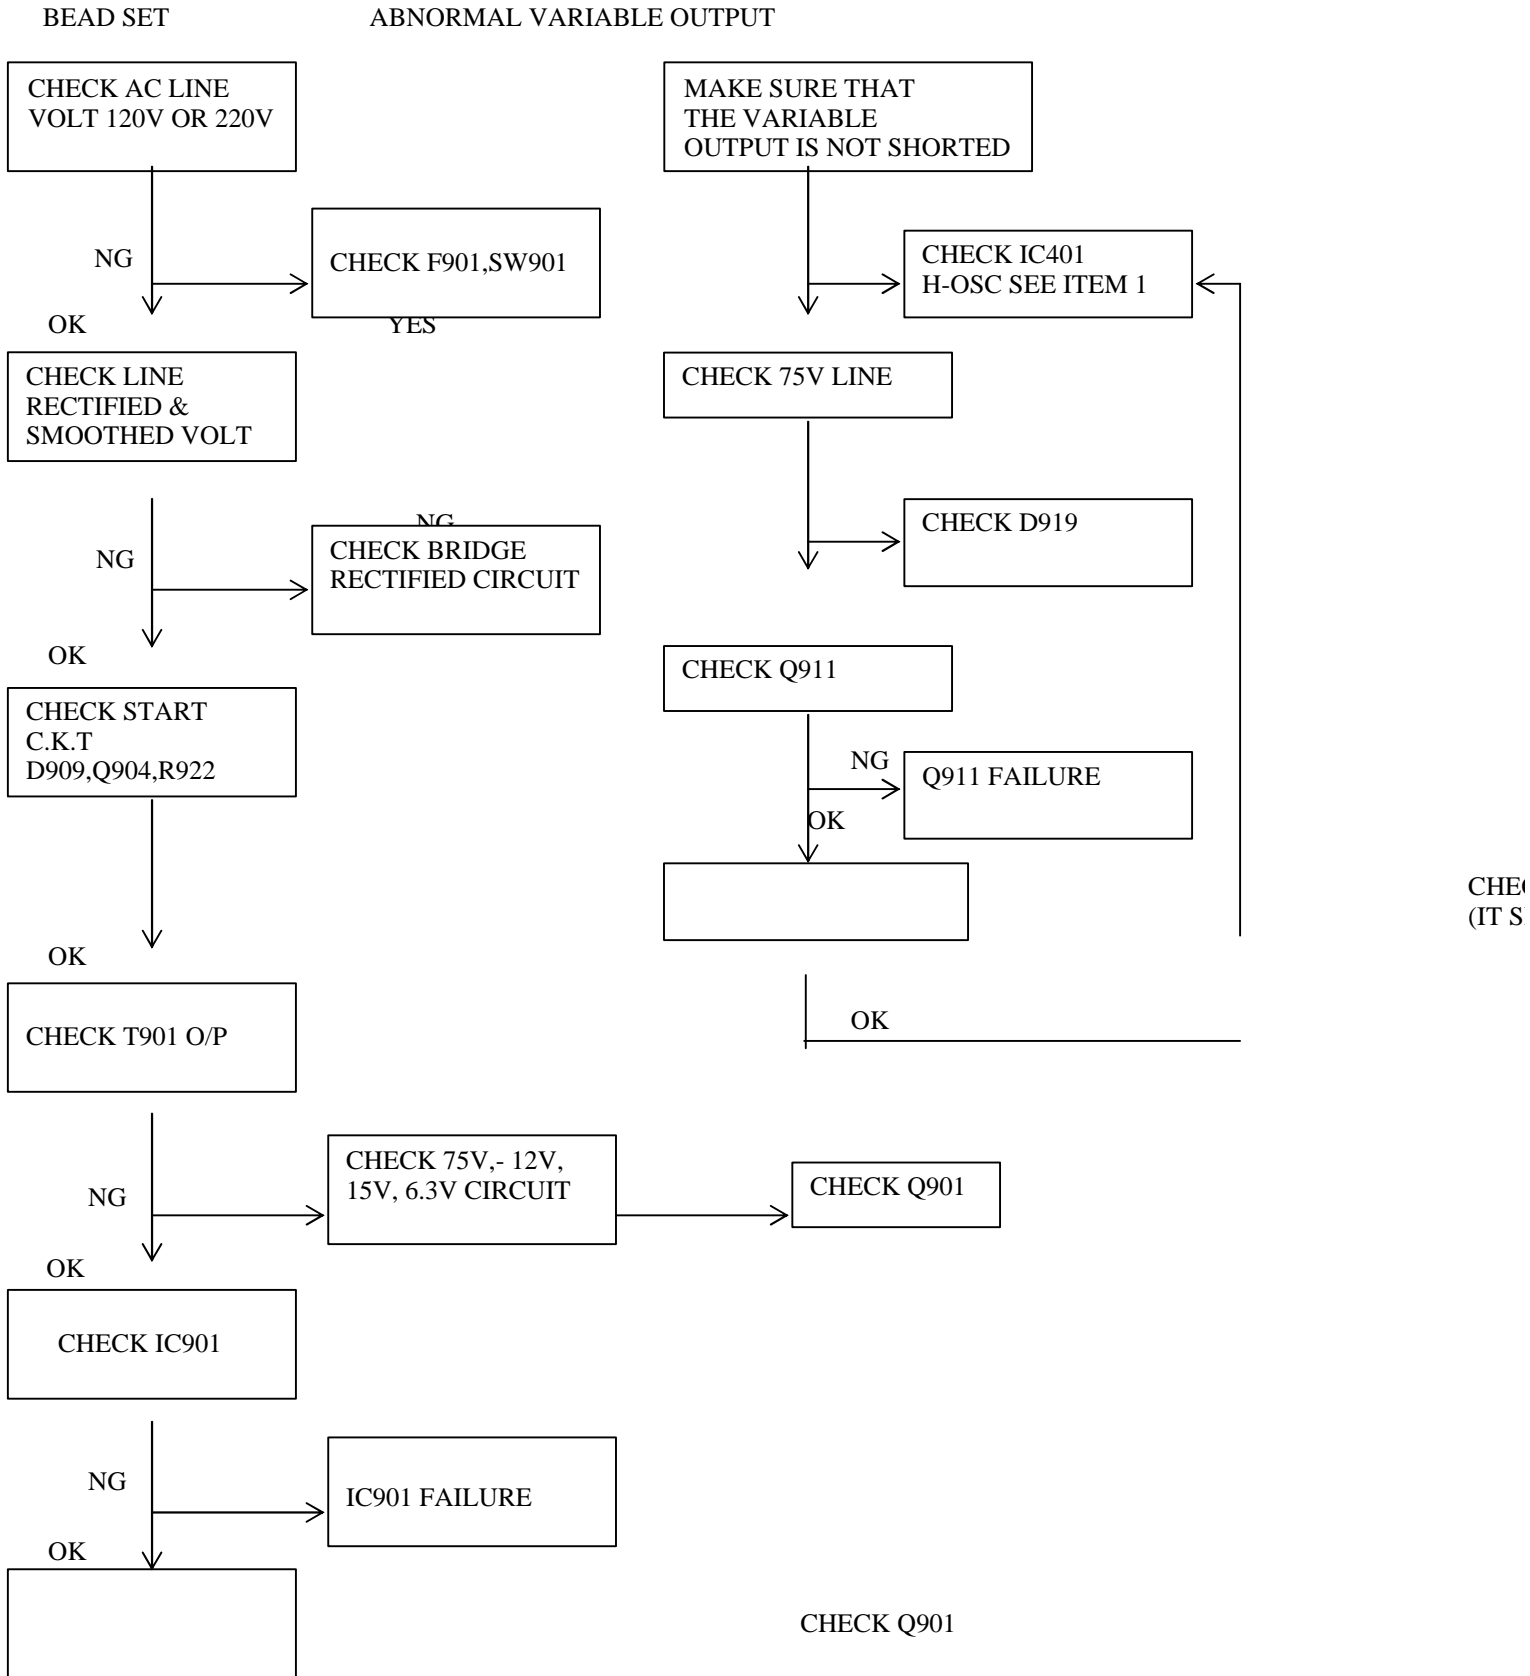 BEAD SET
ABNORMAL VARIABLE OUTPUT
CHECK AC LINE
VOLT 120V OR 220V
NG
CHECK F901,SW901
OK
YES
CHECK LINE
RECTIFIED &
SMOOTHED VOLT
NG
NG
CHECK BRIDGE
RECTIFIED CIRCUIT
OK
CHECK START
C.K.T
D909,Q904,R922
OK
CHECK T901 O/P
NG
CHECK 75V,- 12V,
15V, 6.3V CIRCUIT
CHECK Q901
OK
CHECK IC901
NG
IC901 FAILURE
OK
MAKE SURE THAT
THE VARIABLE
OUTPUT IS NOT SHORTED
CHECK IC401
H-OSC SEE ITEM 1
CHECK 75V LINE
CHECK D919
CHECK Q911
NG
Q911 FAILURE
OK
OK
(IT
CHECK Q901